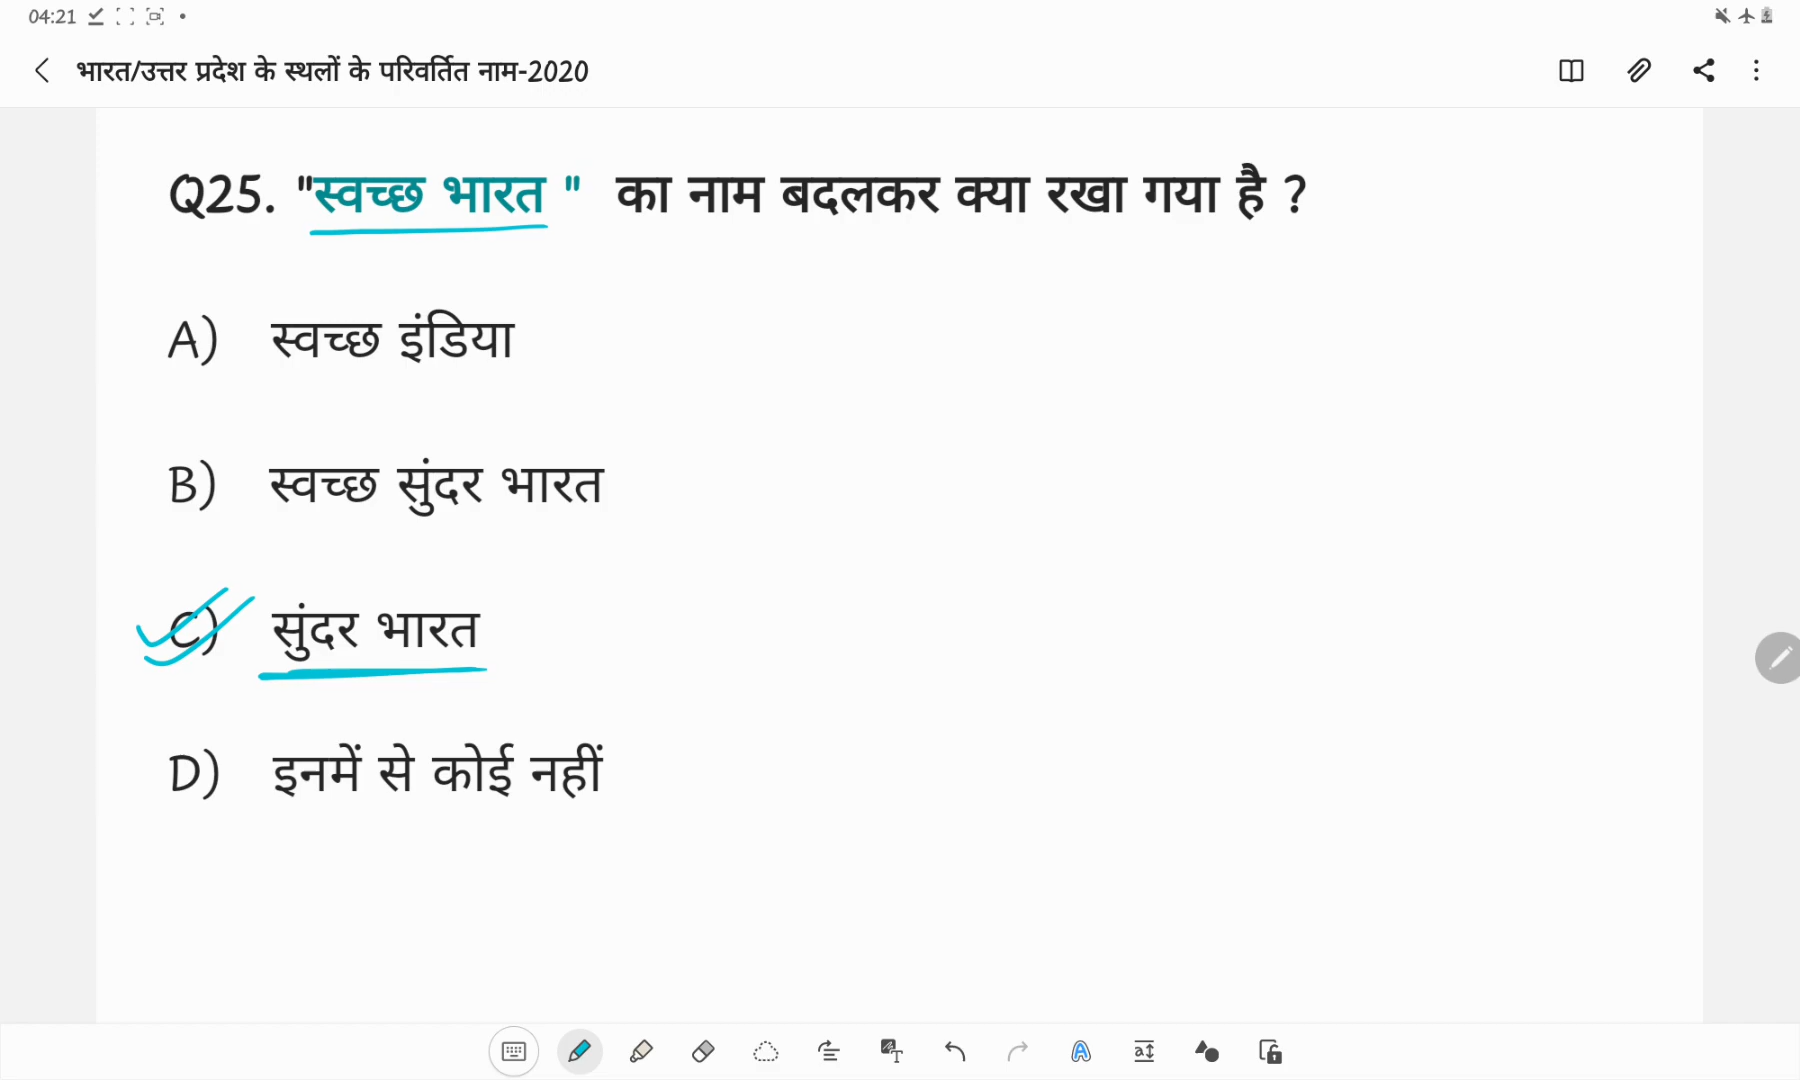 04:21
भारत/उत्तर प्रदेश के स्थलों के परिवर्तित नाम-2020
Q25. "स्वच्छ भारत " का नाम बदलकर क्या रखा गया है ?
A) स्वच्छ इंडिया
B) स्वच्छ सुंदर भारत
C) सुंदर भारत
D) इनमें से कोई नहीं